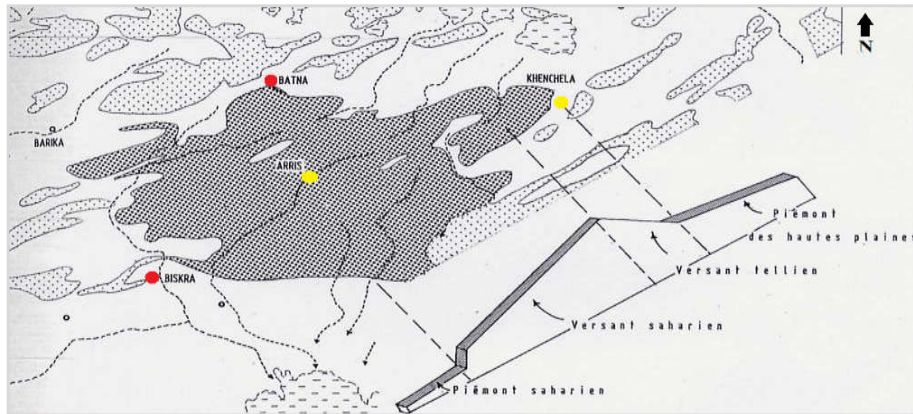 N
BATNA
KHENCHELA
BARIKA
ARRIS
BISKRA
Piémont
des hautes plaines
Versant tellien
Versant saharien
Piémont saharien